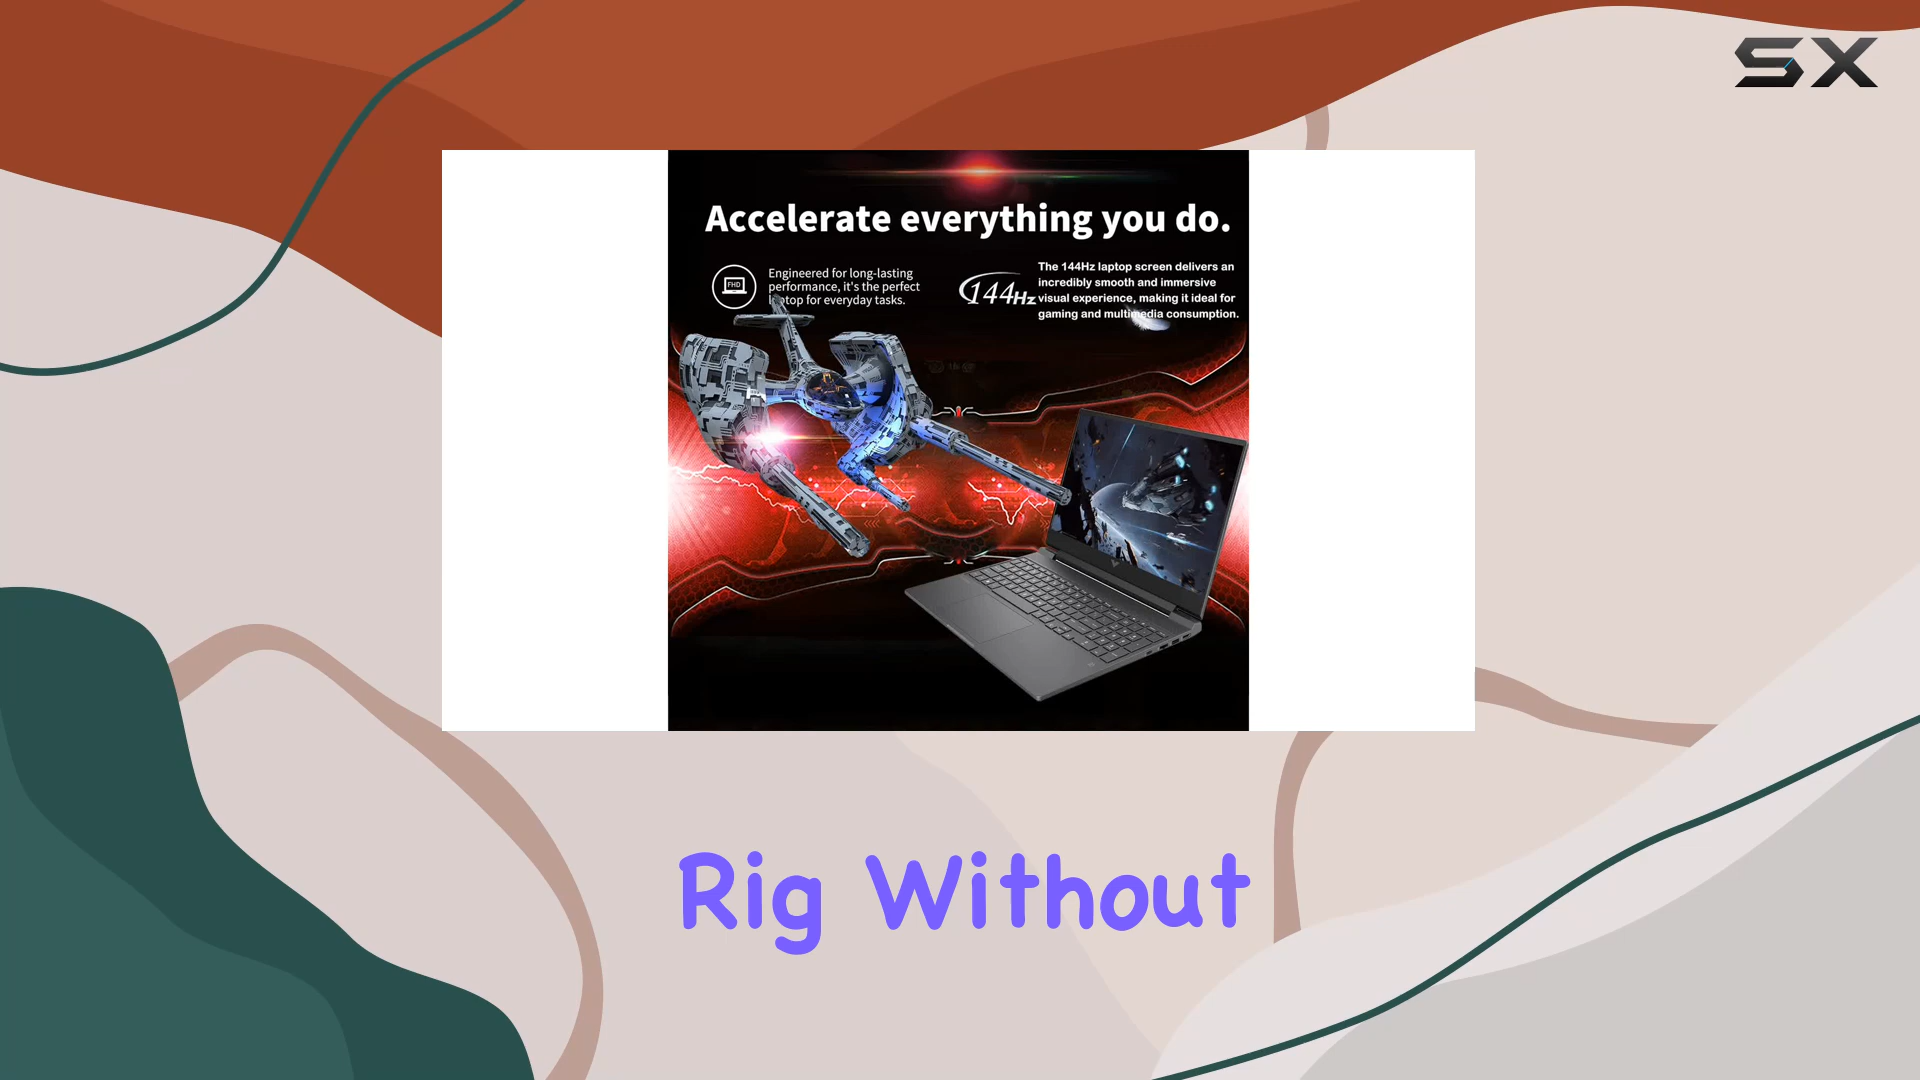 SX
Accelerate everything you do.
FHD
Engineered for long-lasting
performance, it's the perfect
laptop for everyday tasks.
144Hz
The 144Hz laptop screen delivers an
incredibly smooth and immersive
visual experience, making it ideal for
gaming and multimedia consumption.
Rig Without